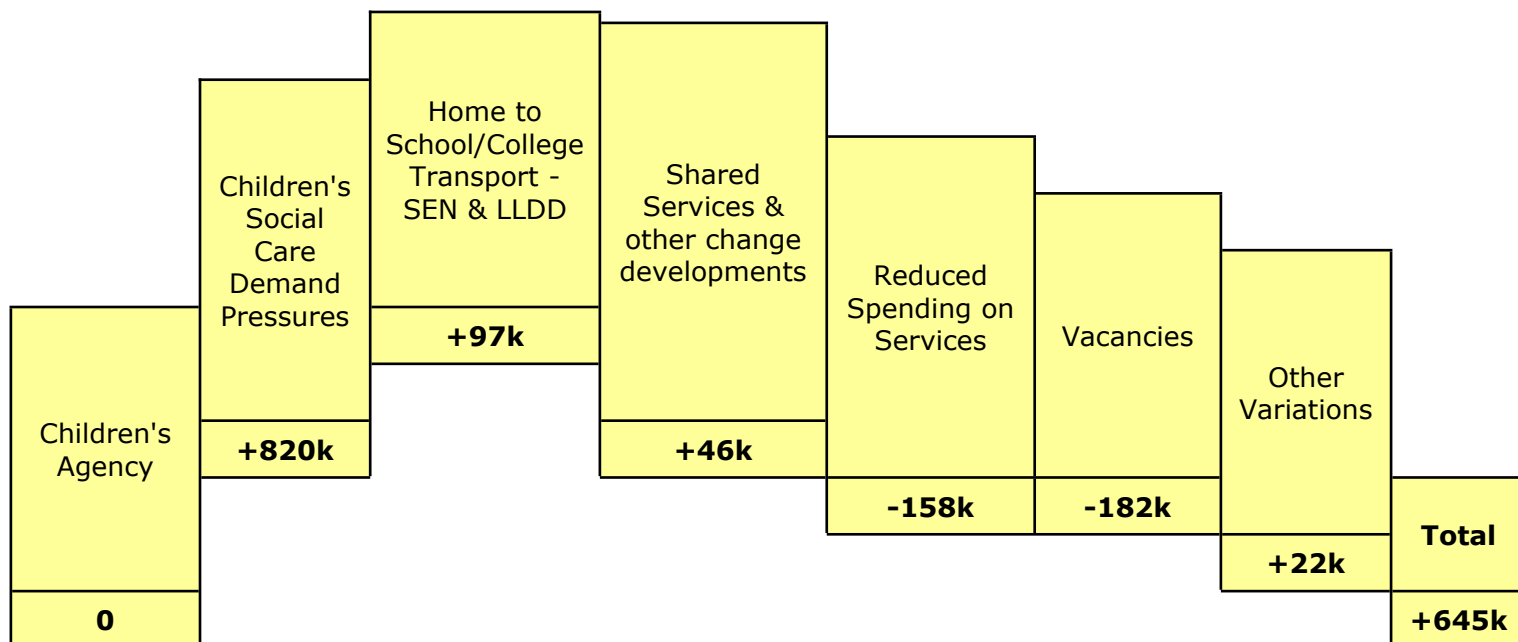 Children's
Agency
0
Children's
Social
Care
Demand
Pressures
+820k
Home to
School/College
Transport -
SEN & LLDD
+97k
Shared
Services &
other change
developments
+46k
Reduced
Spending on
Services
-158k
Vacancies
-182k
Other
Variations
+22k
Total
+645k